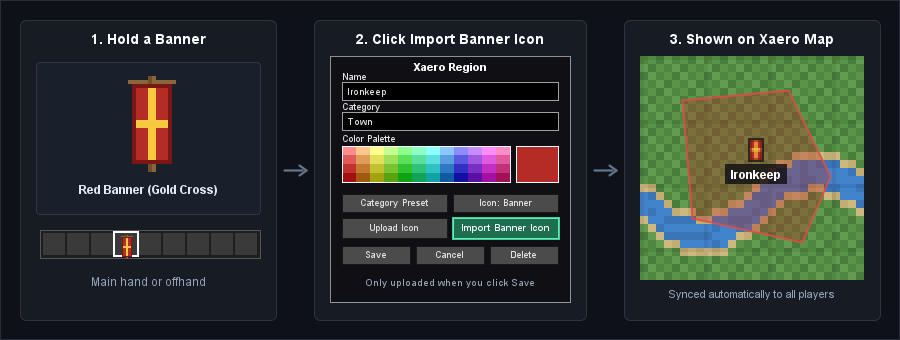 1. Hold a Banner
Red Banner (Gold Cross)
Main hand or offhand
2. Click Import Banner Icon
Xaero Region
Name
Ironkeep
Category
Town
Color Palette
Category Preset
Icon: Banner
Upload Icon
Import Banner Icon
Save
Cancel
Delete
Only uploaded when you click Save
3. Shown on Xaero Map
Ironkeep
Synced automatically to all players